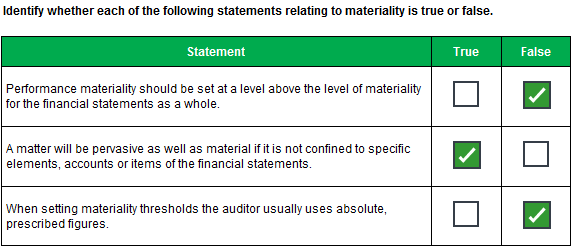 Identify whether each of the following statements relating to materiality is true or false.
Statement True False
Performance materiality should be set at a level above the level of materiality
for the financial statements as a whole.
A matter will be pervasive as well as material if it is not confined to specific
elements, accounts or items of the financial statements.
When setting materiality thresholds the auditor usually uses absolute,
prescribed figures.